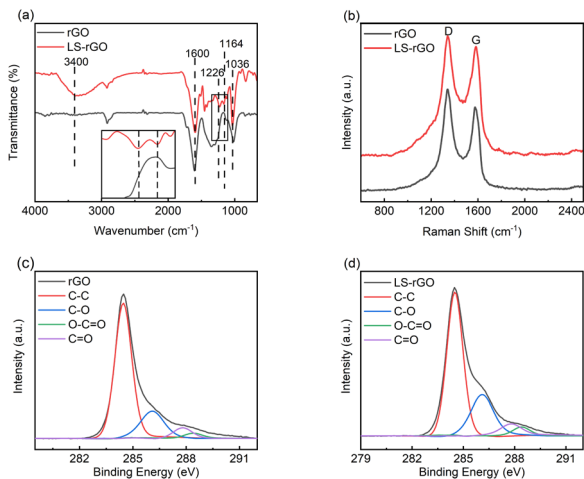 (a)
rGO
LS-rGO
3400
1600
1164
1226
1036
Transmittance (%)
4000
3000
2000
1000
Wavenumber (cm-1)
(b)
D
G
rGO
LS-rGO
Intensity (a.u.)
800
1200
1600
2000
2400
Raman Shift (cm-1)
(c)
rGO
C-C
C-O
O-C=O
C=O
Intensity (a.u.)
282
285
288
291
Binding Energy (eV)
(d)
LS-rGO
C-C
C-O
O-C=O
C=O
Intensity (a.u.)
279
282
285
288
291
Binding Energy (eV)